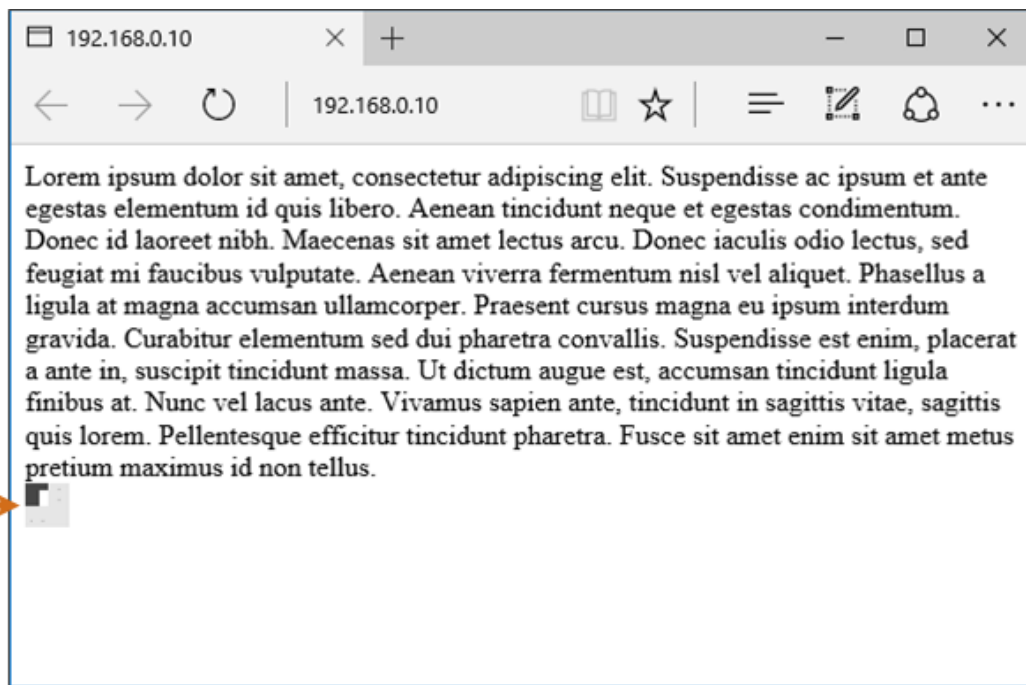 192.168.0.10
192.168.0.10
Lorem ipsum dolor sit amet, consectetur adipiscing elit. Suspendisse ac ipsum et ante
egestas elementum id quis libero. Aenean tincidunt neque et egestas condimentum.
Donec id laoreet nibh. Maecenas sit amet lectus arcu. Donec iaculis odio lectus, sed
feugiat mi faucibus vulputate. Aenean viverra fermentum nisl vel aliquet. Phasellus a
ligula at magna accumsan ullamcorper. Praesent cursus magna eu ipsum interdum
gravida. Curabitur elementum sed dui pharetra convallis. Suspendisse est enim, placerat
a ante in, suscipit tincidunt massa. Ut dictum augue est, accumsan tincidunt ligula
finibus at. Nunc vel lacus ante. Vivamus sapien ante, tincidunt in sagittis vitae, sagittis
quis lorem. Pellentesque efficitur tincidunt pharetra. Fusce sit amet enim sit amet metus
pretium maximus id non tellus.